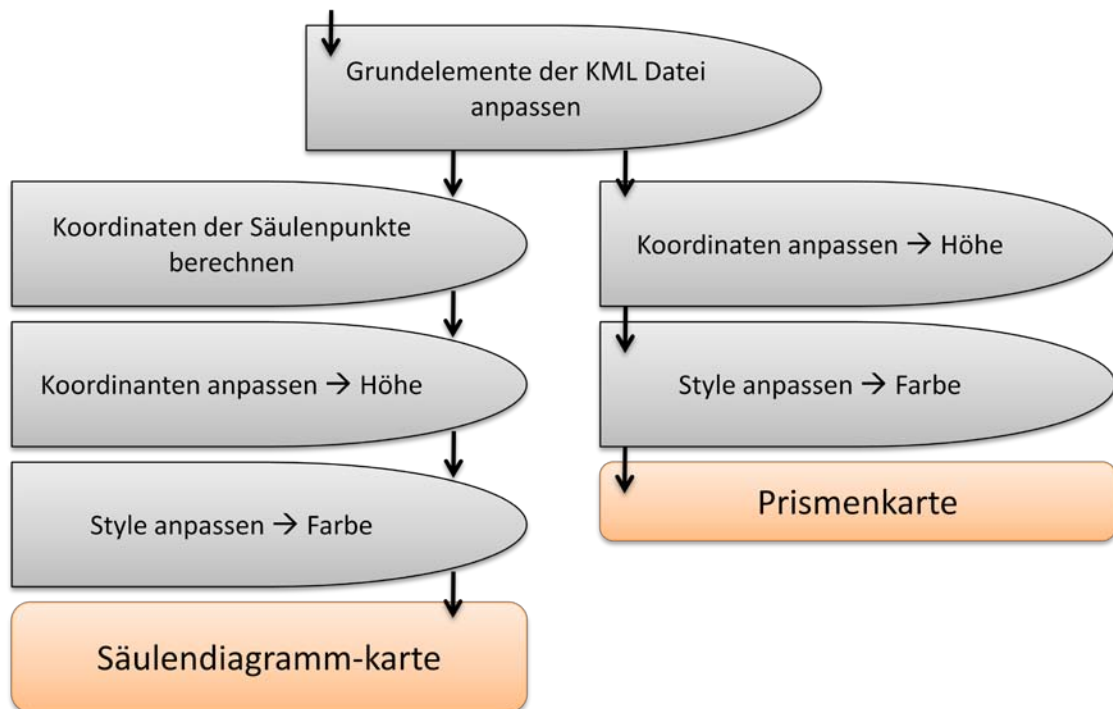 Grundelemente der KML Datei
anpassen
Koordinaten der Säulenpunkte
berechnen
Koordinanten anpassen → Höhe
Style anpassen → Farbe
Säulendiagramm-karte
Koordinaten anpassen → Höhe
Style anpassen → Farbe
Prismenkarte